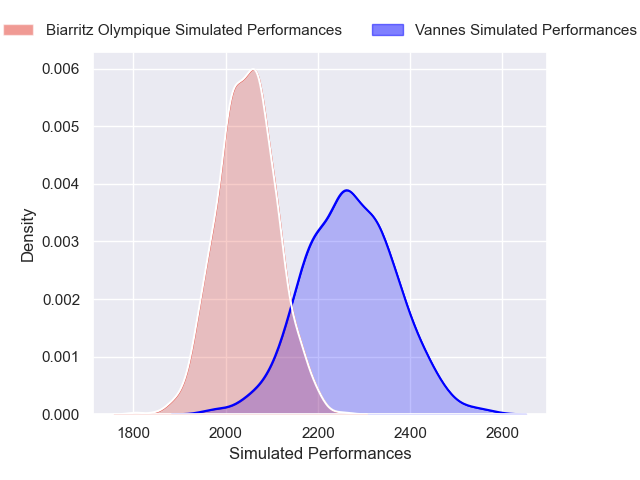 Biarritz Olympique Simulated Performances Vannes Simulated Performances
0.006
0.005
0.004
0.003
0.002
0.001
0.000
Density
1800 2000 2200 2400 2600
Simulated Performances